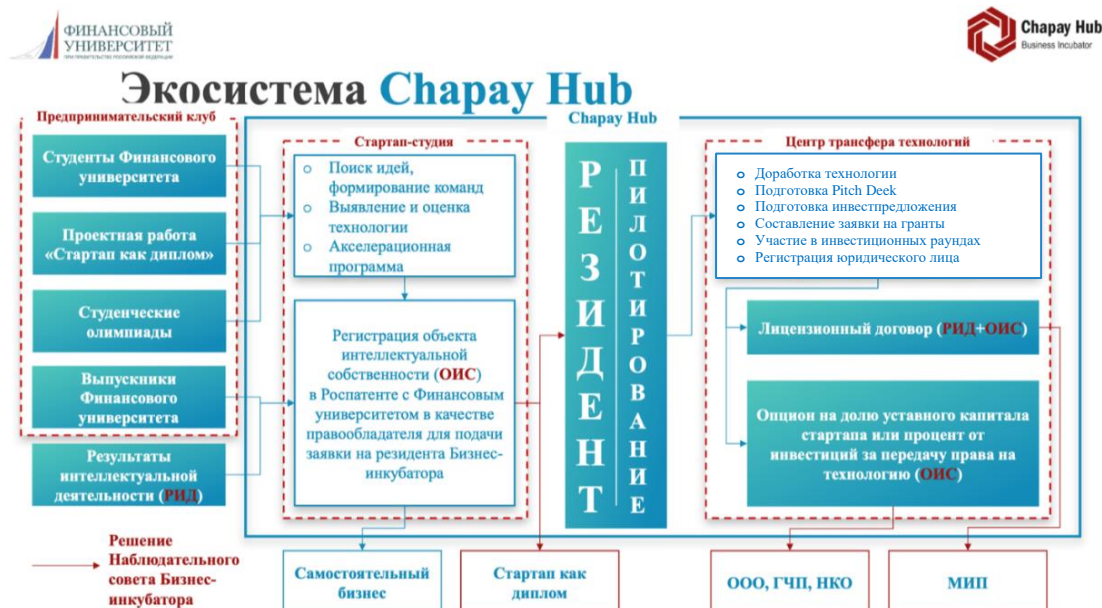 ФИНАНСОВЫЙ
УНИВЕРСИТЕТ
ПРИ ПРАВИТЕЛЬСТВЕ РОССИЙСКОЙ ФЕДЕРАЦИИ
Chapay Hub
Business Incubator
Экосистема Chapay Hub
Предпринимательский клуб
Студенты Финансового
университета
Проектная работа
«Стартап как диплом»
Студенческие
олимпиады
Выпускники
Финансового
университета
Результаты
интеллектуальной
деятельности (РИД)
Chapay Hub
Стартап-студия
Поиск идей,
формирование команд
Выявление и оценка
технологии
Акселерационная
программа
Регистрация объекта
интеллектуальной
собственности (ОИС)
в Роспатенте с Финансовым
университетом в качестве
правообладателя для подачи
заявки на резидента Бизнес-
инкубатора
РЕЗИДЕНТ
ПИЛОТИРОВАНИЕ
Центр трансфера технологий
Доработка технологии
Подготовка Pitch Deek
Подготовка инвестпредложения
Составление заявки на гранты
Участие в инвестиционных раундах
Регистрация юридического лица
Лицензионный договор (РИД+ОИС)
Опцион на долю уставного капитала
стартапа или процент от
инвестиций за передачу права на
технологию (ОИС)
Решение
Наблюдательного
совета Бизнес-
инкубатора
Самостоятельный
бизнес
Стартап как
диплом
ООО, ГЧП, НКО
МИП